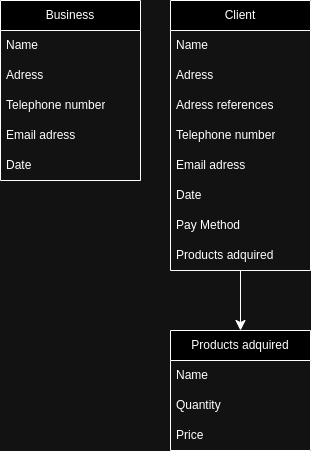 Business
Name
Adress
Telephone number
Email adress
Date
Client
Name
Adress
Adress references
Telephone number
Email adress
Date
Pay Method
Products adquired
Products adquired
Name
Quantity
Price